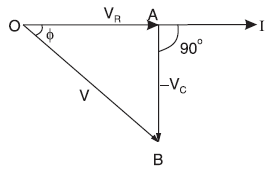 V_R
O A I
ϕ 90°
–V_C
V
B